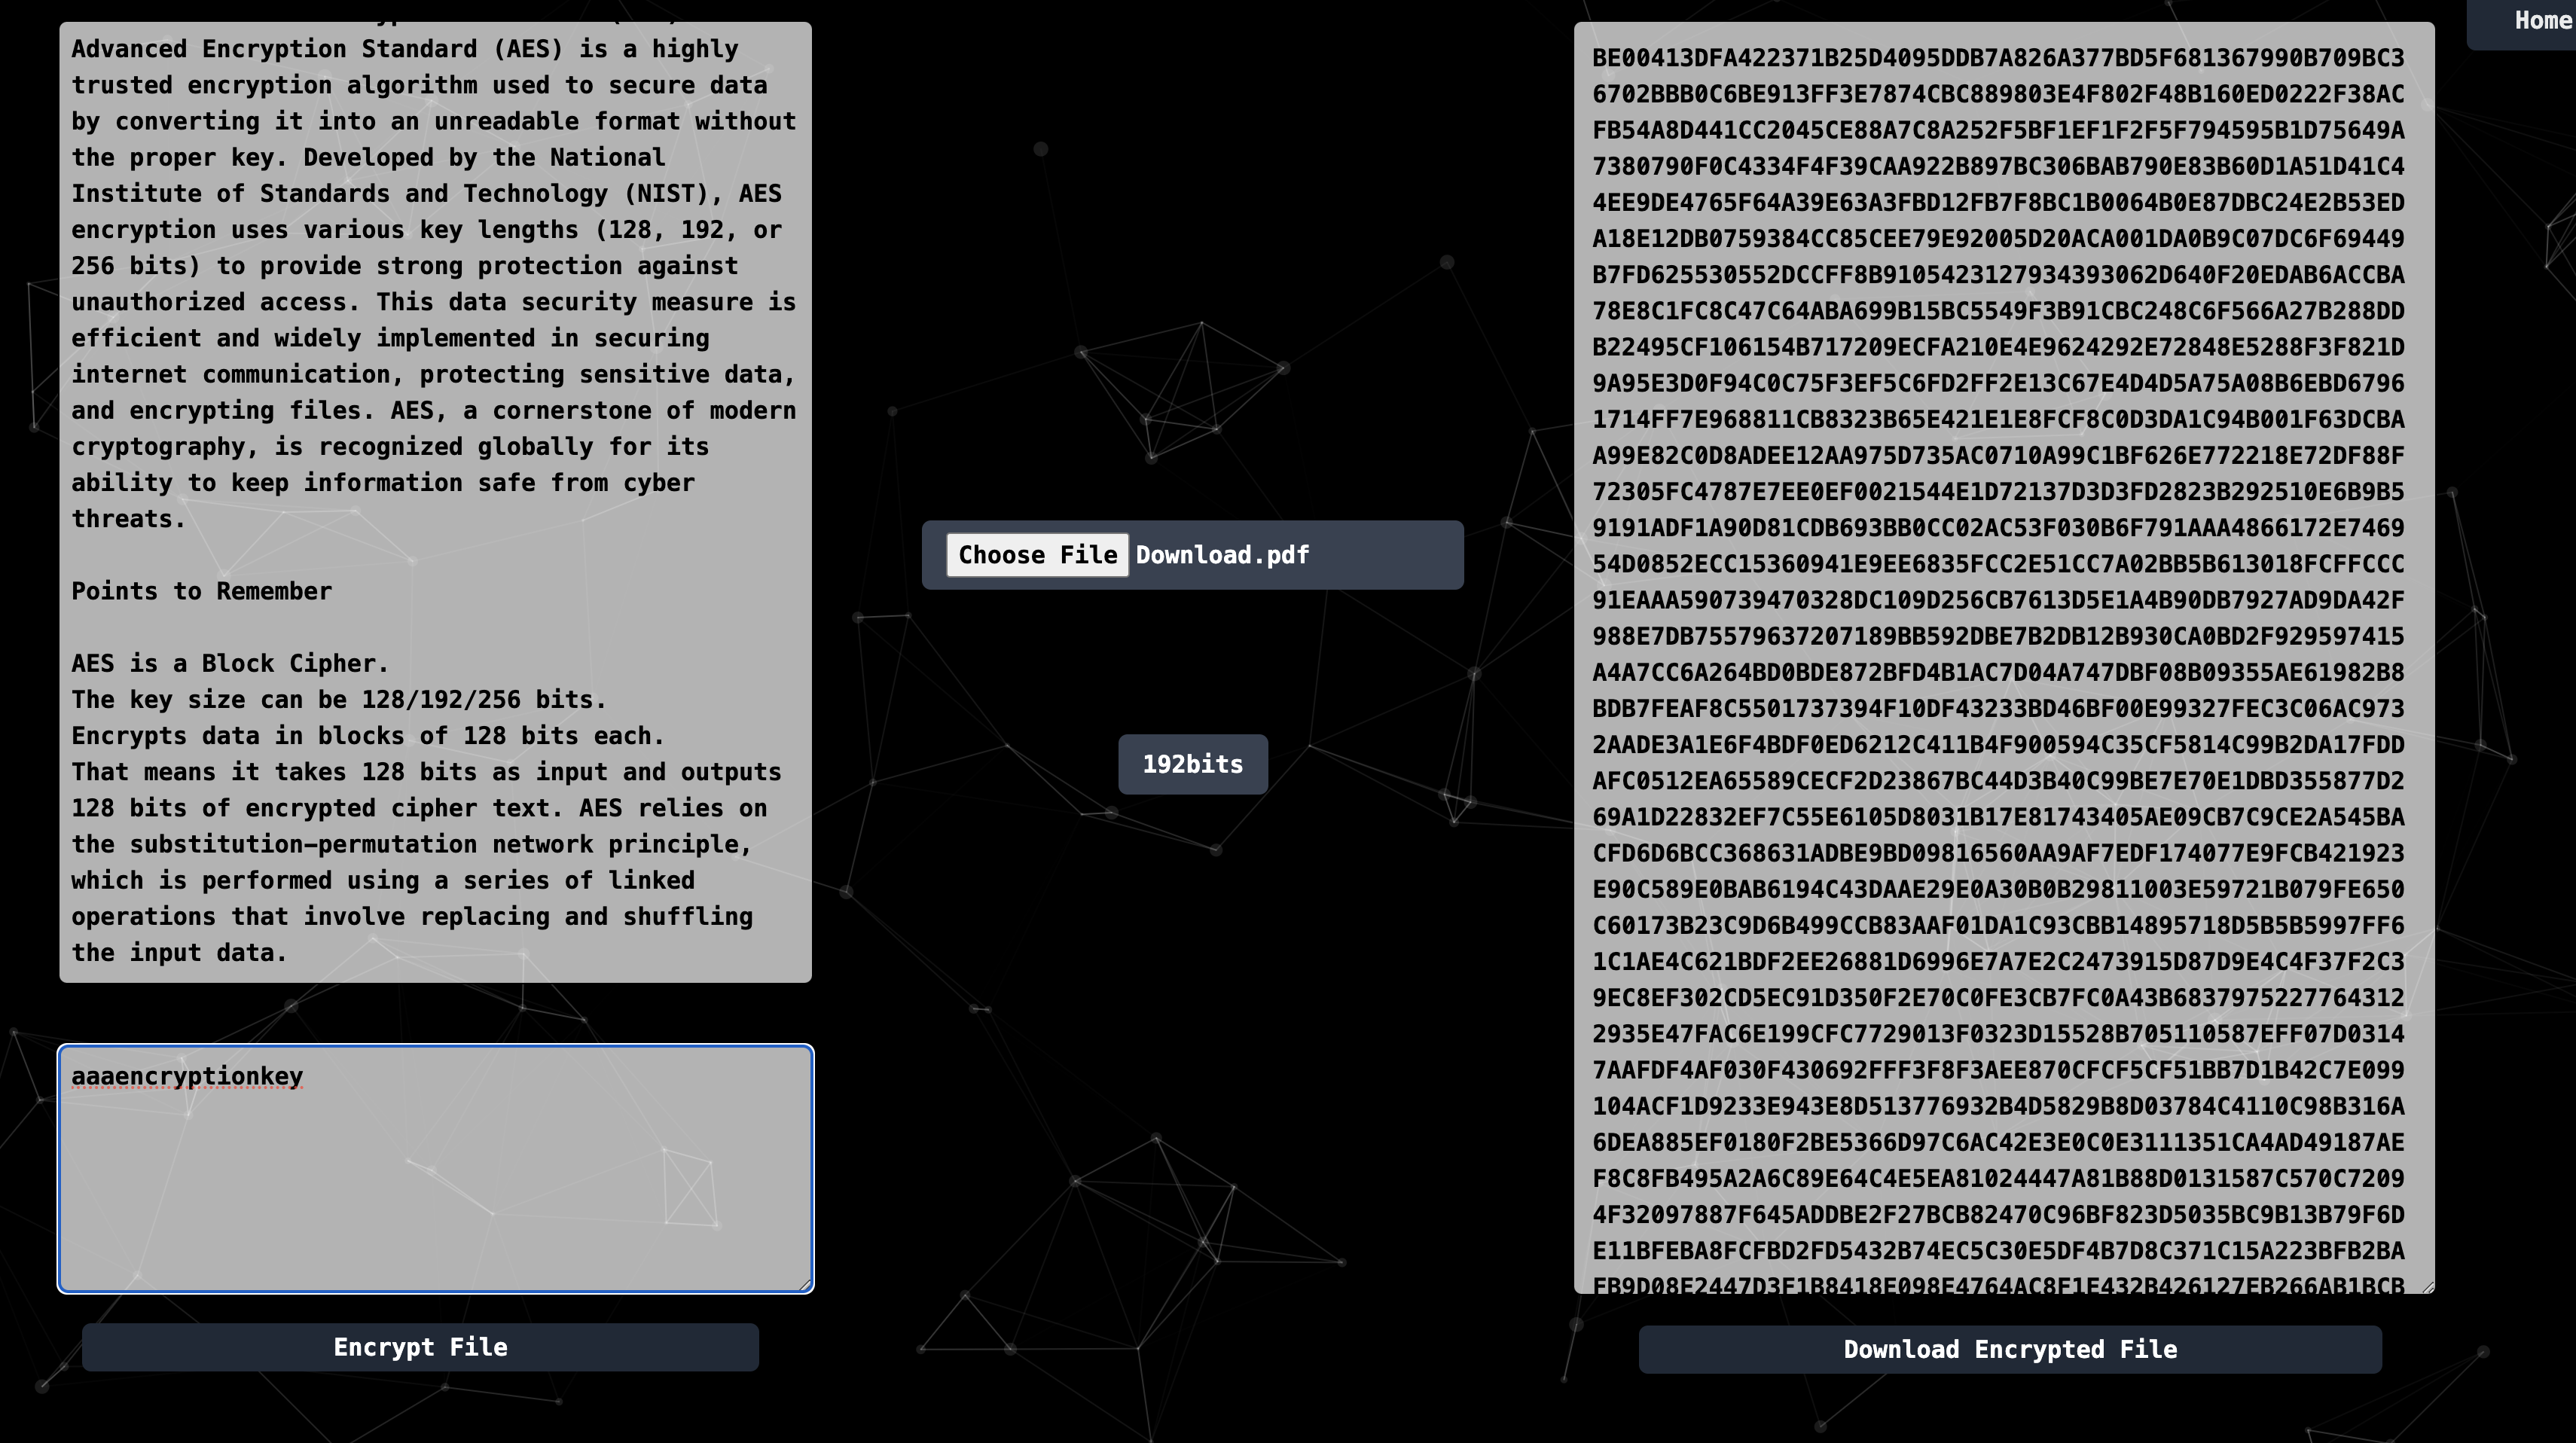 Advanced Encryption Standard (AES) is a highly
trusted encryption algorithm used to secure data
by converting it into an unreadable format without
the proper key. Developed by the National
Institute of Standards and Technology (NIST), AES
encryption uses various key lengths (128, 192, or
256 bits) to provide strong protection against
unauthorized access. This data security measure is
efficient and widely implemented in securing
internet communication, protecting sensitive data,
and encrypting files. AES, a cornerstone of modern
cryptography, is recognized globally for its
ability to keep information safe from cyber
threats.
Points to Remember
AES is a Block Cipher.
The key size can be 128/192/256 bits.
Encrypts data in blocks of 128 bits each.
That means it takes 128 bits as input and outputs
128 bits of encrypted cipher text. AES relies on
the substitution–permutation network principle,
which is performed using a series of linked
operations that involve replacing and shuffling
the input data.
aaaencryptionkey
Encrypt File
Choose File Download.pdf
192bits
BE00413DFA422371B25D4095DDB7A826A377BD5F681367990B709BC3
6702BBB0C6BE913FF3E7874CBC889803E4F802F48B160ED0222F38AC
FB54A8D441CC2045CE88A7C8A252F5BF1EF1F2F5F794595B1D75649A
7380790F0C4334F4F39CAA922B897BC306BAB790E83B60D1A51D41C4
4EE9DE4765F64A39E63A3FBD12FB7F8BC1B0064B0E87DBC24E2B53ED
A18E12DB0759384CC85CEE79E92005D20ACA001DA0B9C07DC6F69449
B7FD625530552DCCFF8B9105423127934393062D640F20EDAB6ACCBA
78E8C1FC8C47C64ABA699B15BC5549F3B91CBC248C6F566A27B288DD
B22495CF106154B717209ECFA210E4E9624292E72848E5288F3F821D
9A95E3D0F94C0C75F3EF5C6FD2FF2E13C67E4D4D5A75A08B6EBD6796
1714FF7E968811CB8323B65E421E1E8FCF8C0D3DA1C94B001F63DCBA
A99E82C0D8ADEE12AA975D735AC0710A99C1BF626E772218E72DF88F
72305FC4787E7EE0EF0021544E1D72137D3D3FD2823B292510E6B9B5
9191ADF1A90D81CDB693BB0CC02AC53F030B6F791AAA4866172E7469
54D0852ECC15360941E9EE6835FCC2E51CC7A02BB5B613018FCFFCCC
91EAAA590739470328DC109D256CB7613D5E1A4B90DB7927AD9DA42F
988E7DB75579637207189BB592DBE7B2DB12B930CA0BD2F929597415
A4A7CC6A264BD0BDE872BFD4B1AC7D04A747DBF08B09355AE61982B8
BDB7FEAF8C5501737394F10DF43233BD46BF00E99327FEC3C06AC973
2AADE3A1E6F4BDF0ED6212C411B4F900594C35CF5814C99B2DA17FDD
AFC0512EA65589CECF2D23867BC44D3B40C99BE7E70E1DBD355877D2
69A1D22832EF7C55E6105D8031B17E81743405AE09CB7C9CE2A545BA
CFD6D6BCC368631ADBE9BD09816560AA9AF7EDF174077E9FCB421923
E90C589E0BAB6194C43DAAE29E0A30B0B29811003E59721B079FE650
C60173B23C9D6B499CCB83AAF01DA1C93CBB14895718D5B5B5997FF6
1C1AE4C621BDF2EE26881D6996E7A7E2C2473915D87D9E4C4F37F2C3
9EC8EF302CD5EC91D350F2E70C0FE3CB7FC0A43B6837975227764312
2935E47FAC6E199CFC7729013F0323D15528B705110587EFF07D0314
7AAFDF4AF030F430692FFF3F8F3AEE870CFCF5CF51BB7D1B42C7E099
104ACF1D9233E943E8D513776932B4D5829B8D03784C4110C98B316A
6DEA885EF0180F2BE5366D97C6AC42E3E0C0E3111351CA4AD49187AE
F8C8FB495A2A6C89E64C4E5EA81024447A81B88D0131587C570C7209
4F32097887F645ADDBE2F27BCB82470C96BF823D5035BC9B13B79F6D
E11BFEBA8FCFBD2FD5432B74EC5C30E5DF4B7D8C371C15A223BFB2BA
FB9D08E2447D3F1B8418E098E4764AC8F1E432B426127EB266AB1BCB
Download Encrypted File
Home